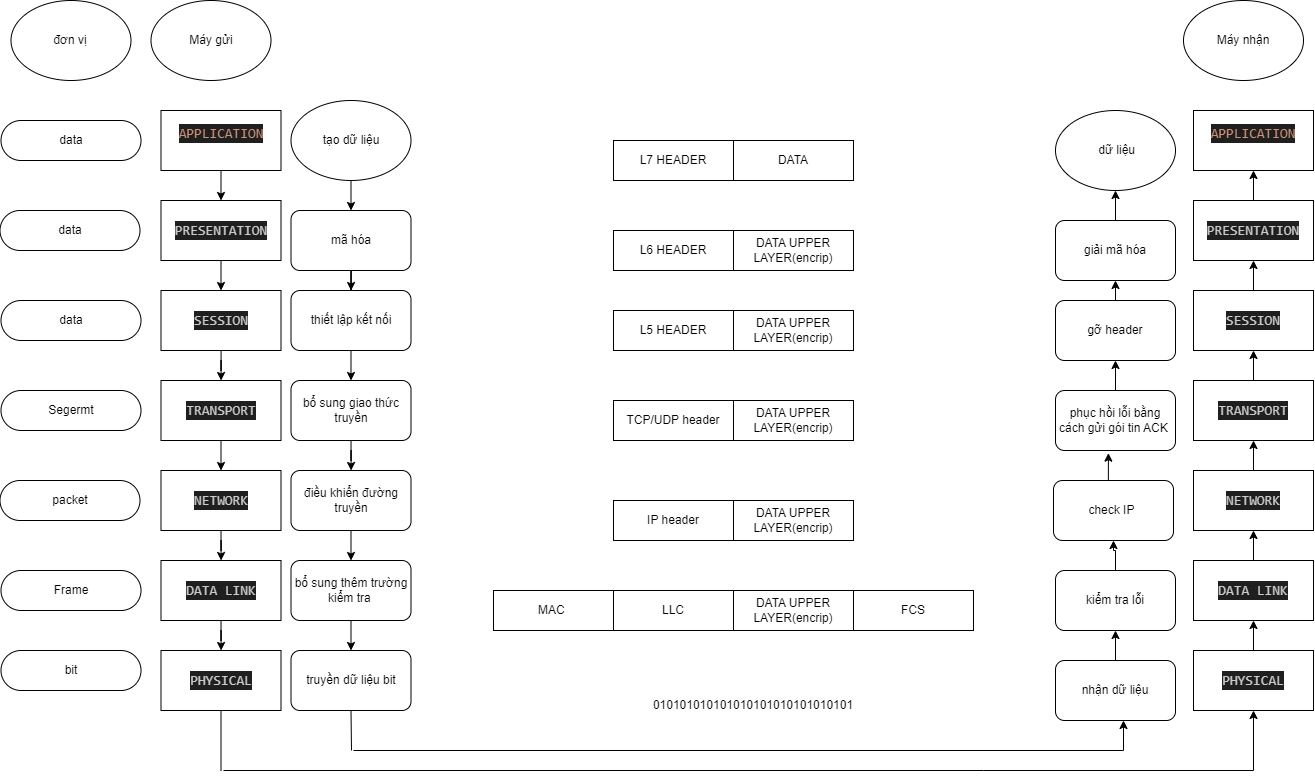 đơn vị
Máy gửi
Máy nhận
data
APPLICATION
tạo dữ liệu
L7 HEADER
DATA
dữ liệu
APPLICATION
data
PRESENTATION
mã hóa
L6 HEADER
DATA UPPER
LAYER(encrip)
giải mã hóa
PRESENTATION
data
SESSION
thiết lập kết nối
L5 HEADER
DATA UPPER
LAYER(encrip)
gỡ header
SESSION
Segermt
TRANSPORT
bổ sung giao thức
truyền
TCP/UDP header
DATA UPPER
LAYER(encrip)
phục hồi lỗi bằng
cách gửi gói tin ACK
TRANSPORT
packet
NETWORK
điều khiển đường
truyền
IP header
DATA UPPER
LAYER(encrip)
check IP
NETWORK
Frame
DATA LINK
bổ sung thêm trường
kiểm tra
MAC
LLC
DATA UPPER
LAYER(encrip)
FCS
kiểm tra lỗi
DATA LINK
bit
PHYSICAL
truyền dữ liệu bit
010101010101010101010101010101
nhận dữ liệu
PHYSICAL